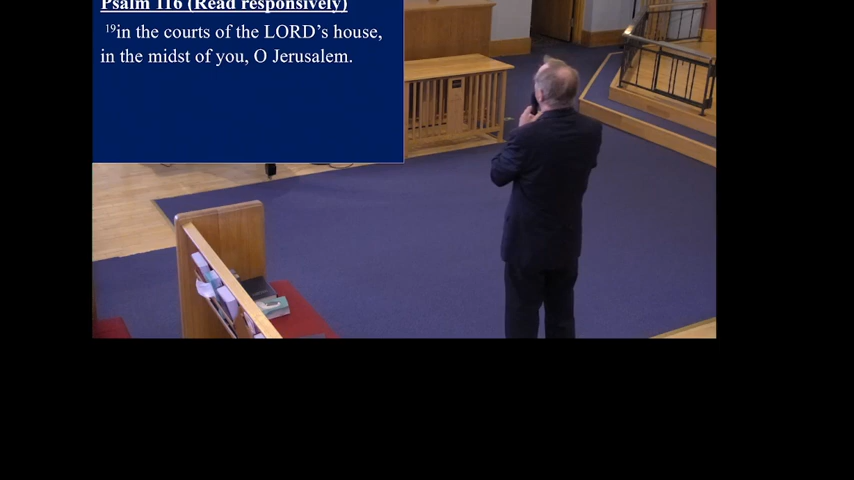 Psalm 116 (Read responsively)
19in the courts of the LORD’s house,
in the midst of you, O Jerusalem.